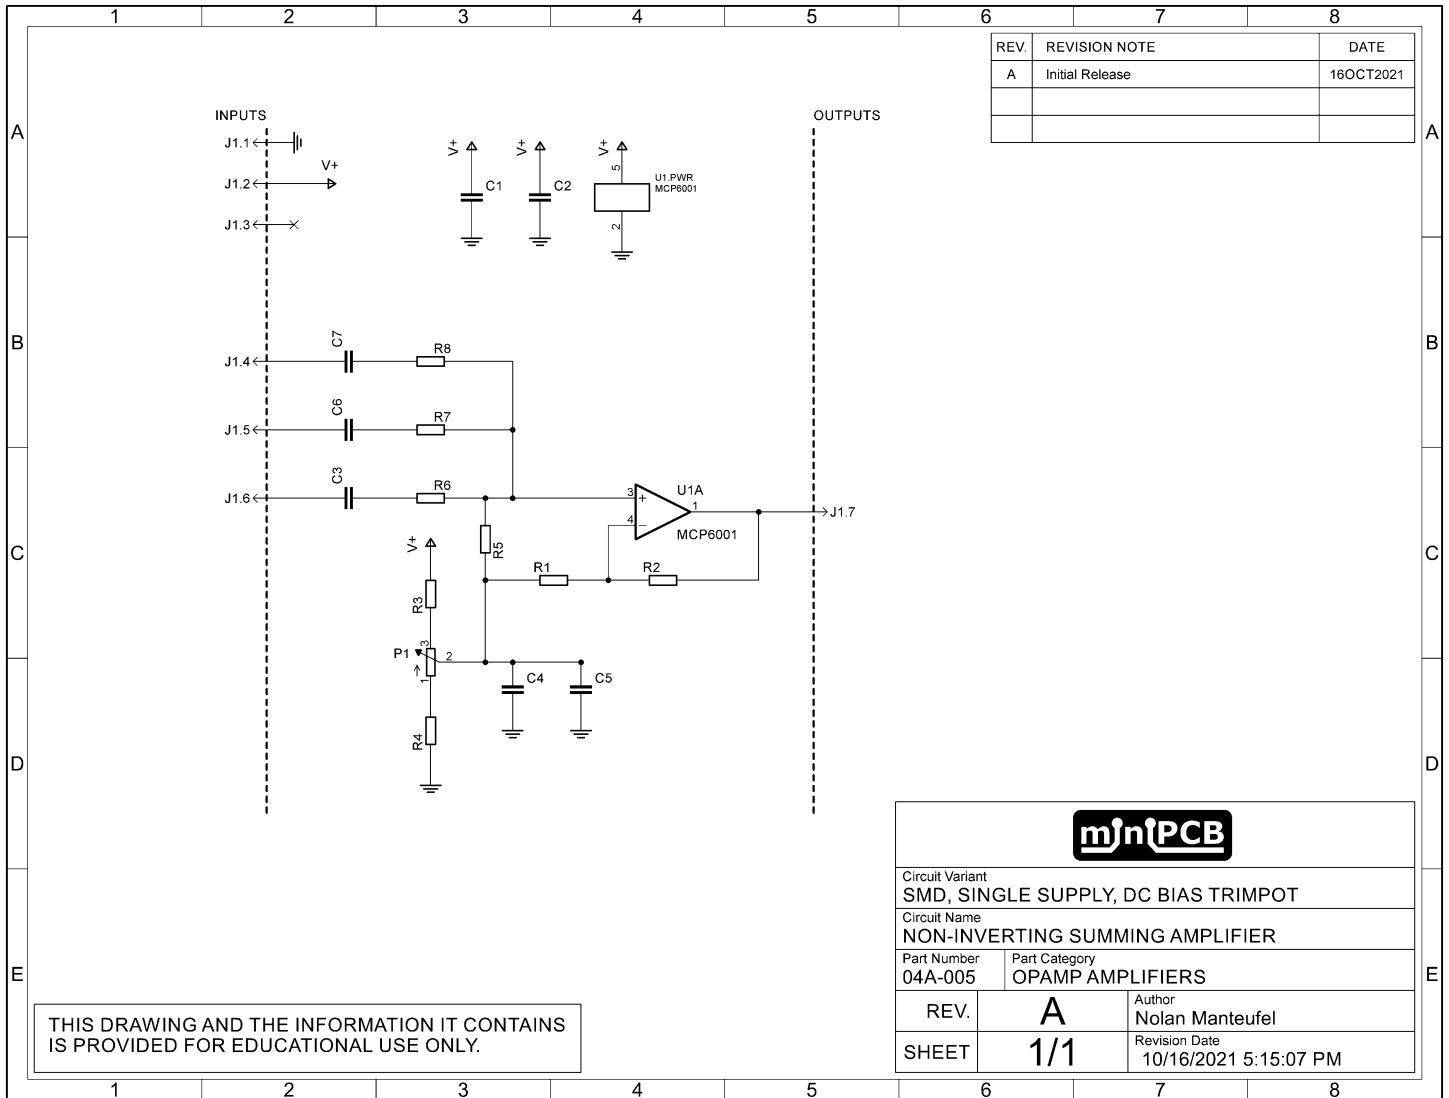 1 2 3 4 5 6 7 8
REV. REVISION NOTE DATE
A Initial Release 16OCT2021
INPUTS OUTPUTS
A A
J1.1
V+ V+ V+ V+
5
U1.PWR
MCP6001
J1.2 C1 C2
J1.3 2
B B
C7 R8
J1.4
C6 R7
J1.5
C3 R6
J1.6
3 + U1A
1
J1.7
4 –
MCP6001
V+ R5
C C
R1 R2
R3
P1 3 2
1
C4 C5
R4
D D
miniPCB
Circuit Variant
SMD, SINGLE SUPPLY, DC BIAS TRIMPOT
Circuit Name
NON-INVERTING SUMMING AMPLIFIER
Part Number Part Category
04A-005 OPAMP AMPLIFIERS
E E
REV. A Author
Nolan Manteufel
SHEET 1/1 Revision Date
10/16/2021 5:15:07 PM
THIS DRAWING AND THE INFORMATION IT CONTAINS
IS PROVIDED FOR EDUCATIONAL USE ONLY.
1 2 3 4 5 6 7 8